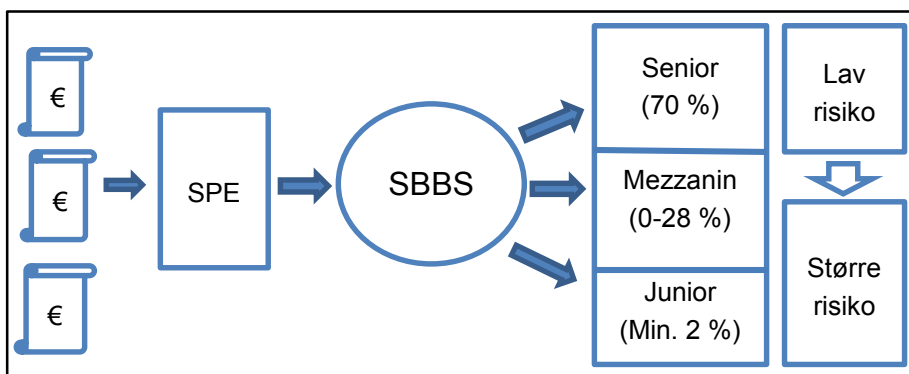 €
€
€
SPE
SBBS
Senior
(70 %)
Mezzanin
(0-28 %)
Junior
(Min. 2 %)
Lav
risiko
Større
risiko